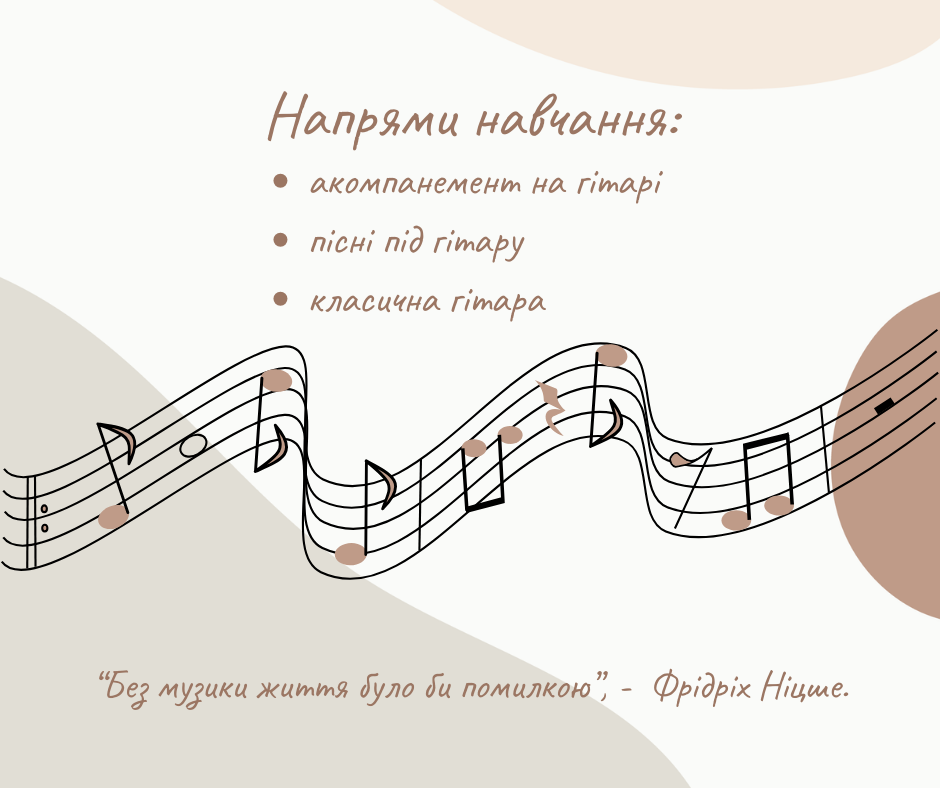 Напрями навчання:
• акомпанемент на гітарі
• пісні під гітару
• класична гітара
“Без музики життя було би помилкою”, - Фрідріх Ніцше.